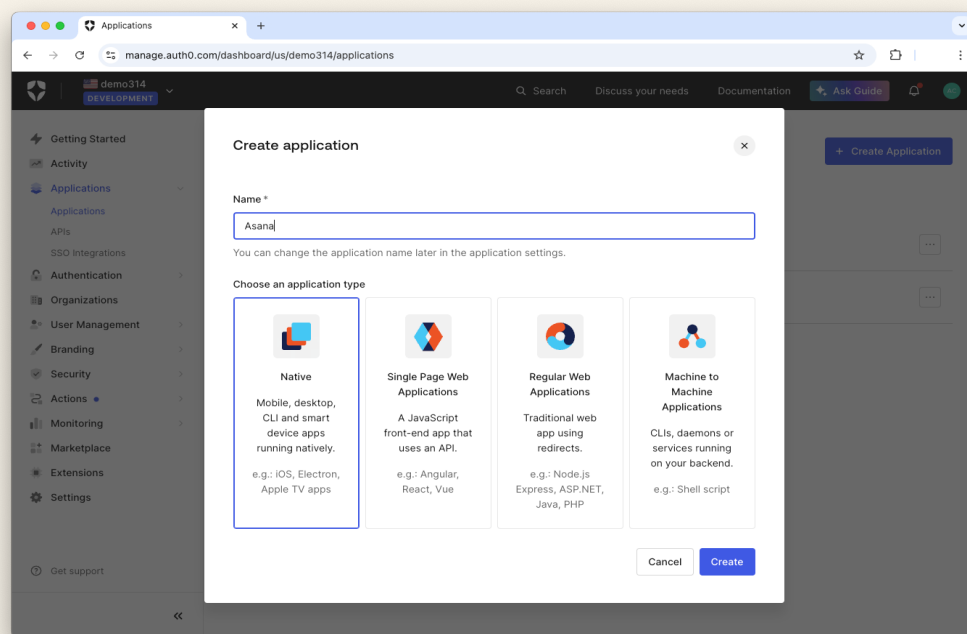 Applications
manage.auth0.com/dashboard/us/demo314/applications
demo314
DEVELOPMENT
Search
Discuss your needs
Documentation
Ask Guide
Getting Started
Activity
Applications
Applications
APIs
SSO Integrations
Authentication
Organizations
User Management
Branding
Security
Actions
Monitoring
Marketplace
Extensions
Settings
Get support
+ Create Application
Create application
Name *
Asana
You can change the application name later in the application settings.
Choose an application type
Native
Mobile, desktop,
CLI and smart
device apps
running natively.
e.g.: iOS, Electron,
Apple TV apps
Single Page Web
Applications
A JavaScript
front-end app that
uses an API.
e.g.: Angular,
React, Vue
Regular Web
Applications
Traditional web
app using
redirects.
e.g.: Node.js
Express, ASP.NET,
Java, PHP
Machine to
Machine
Applications
CLIs, daemons or
services running
on your backend.
e.g.: Shell script
Cancel
Create